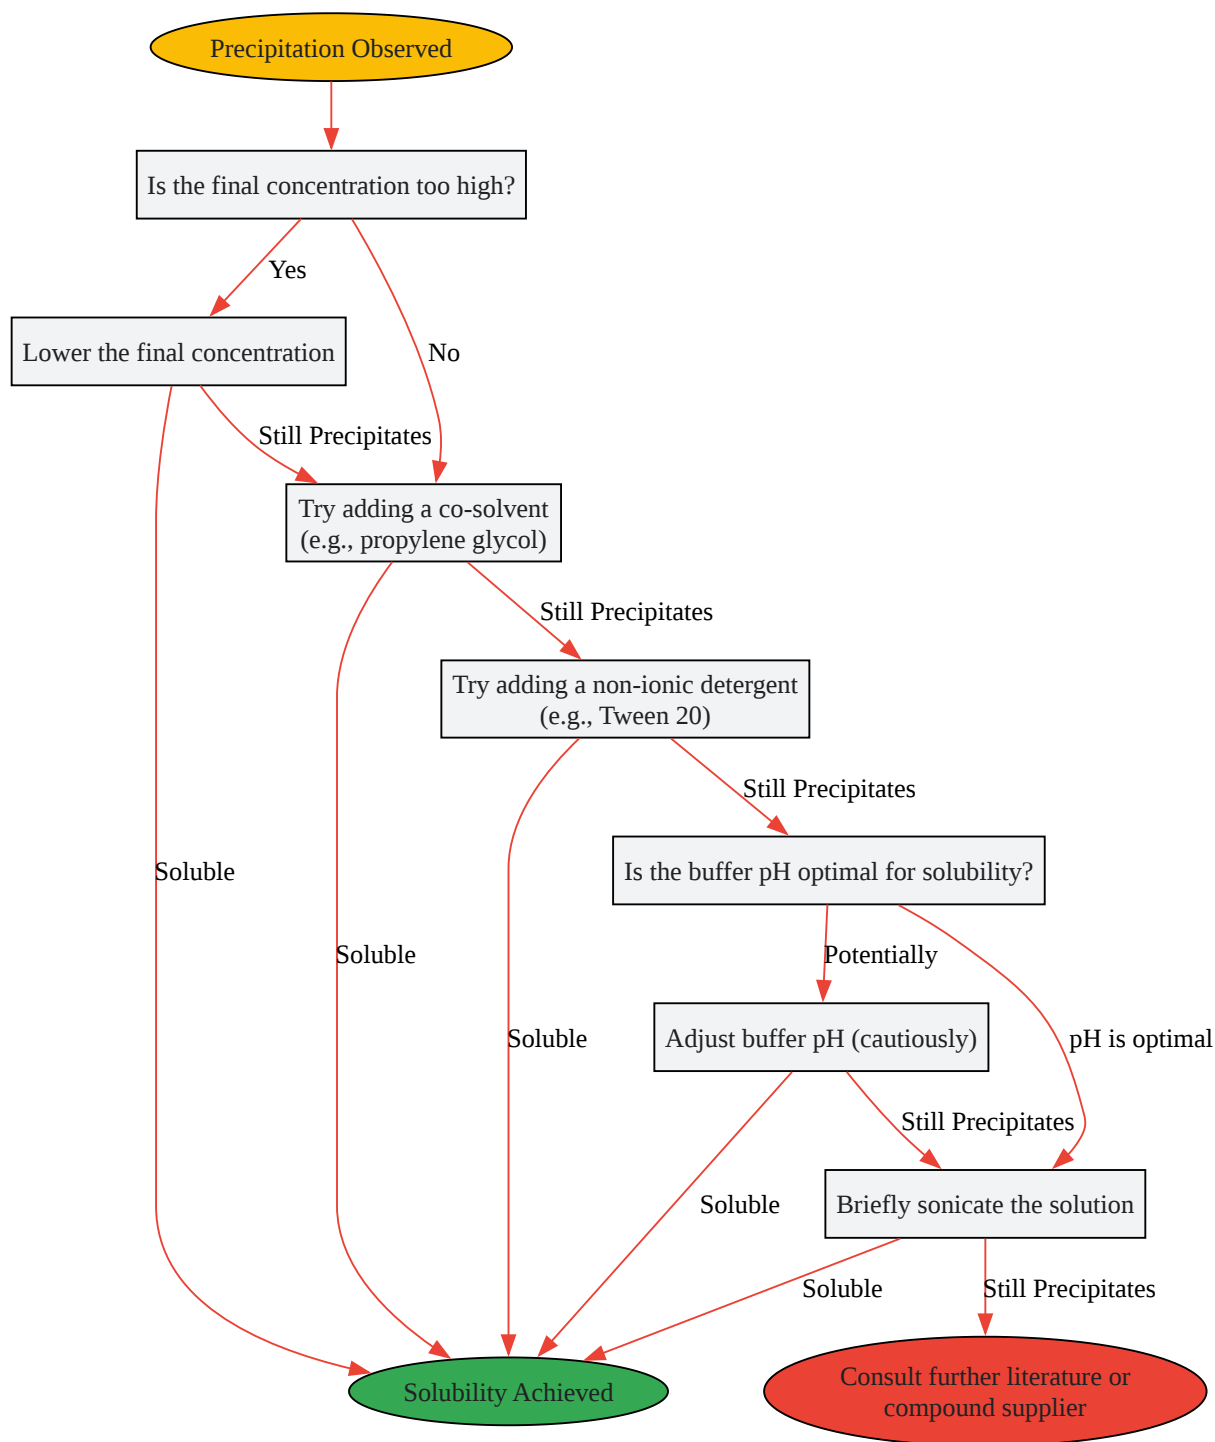 Precipitation Observed
Is the final concentration too high?
Yes
Lower the final concentration
No
Still Precipitates
Try adding a co-solvent
(e.g., propylene glycol)
Still Precipitates
Try adding a non-ionic detergent
(e.g., Tween 20)
Still Precipitates
Soluble
Is the buffer pH optimal for solubility?
Soluble
Potentially
Soluble
Adjust buffer pH (cautiously)
pH is optimal
Still Precipitates
Soluble
Briefly sonicate the solution
Soluble
Still Precipitates
Solubility Achieved
Consult further literature or
compound supplier